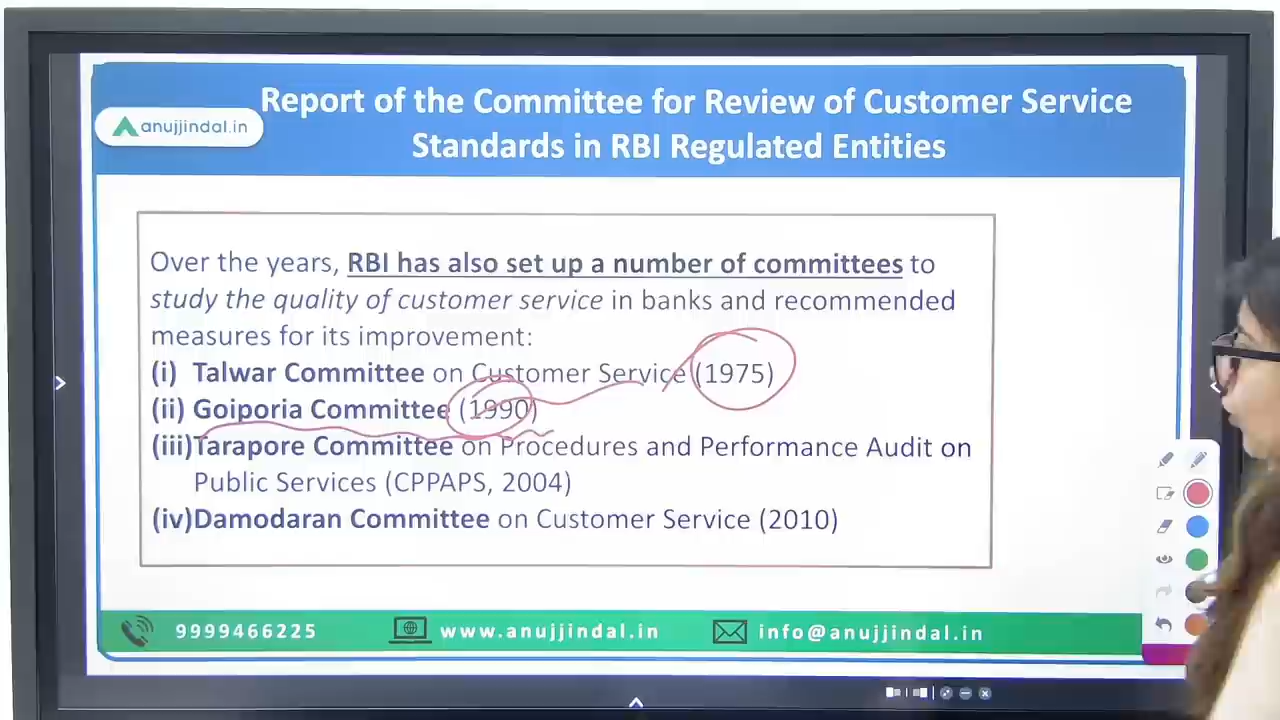 Report of the Committee for Review of Customer Service
Standards in RBI Regulated Entities
anujjindal.in
Over the years, RBI has also set up a number of committees to
study the quality of customer service in banks and recommended
measures for its improvement:
(i) Talwar Committee on Customer Service (1975)
(ii) Goiporia Committee (1990)
(iii)Tarapore Committee on Procedures and Performance Audit on
Public Services (CPPAPS, 2004)
(iv)Damodaran Committee on Customer Service (2010)
9999466225 www.anujjindal.in info@anujjindal.in